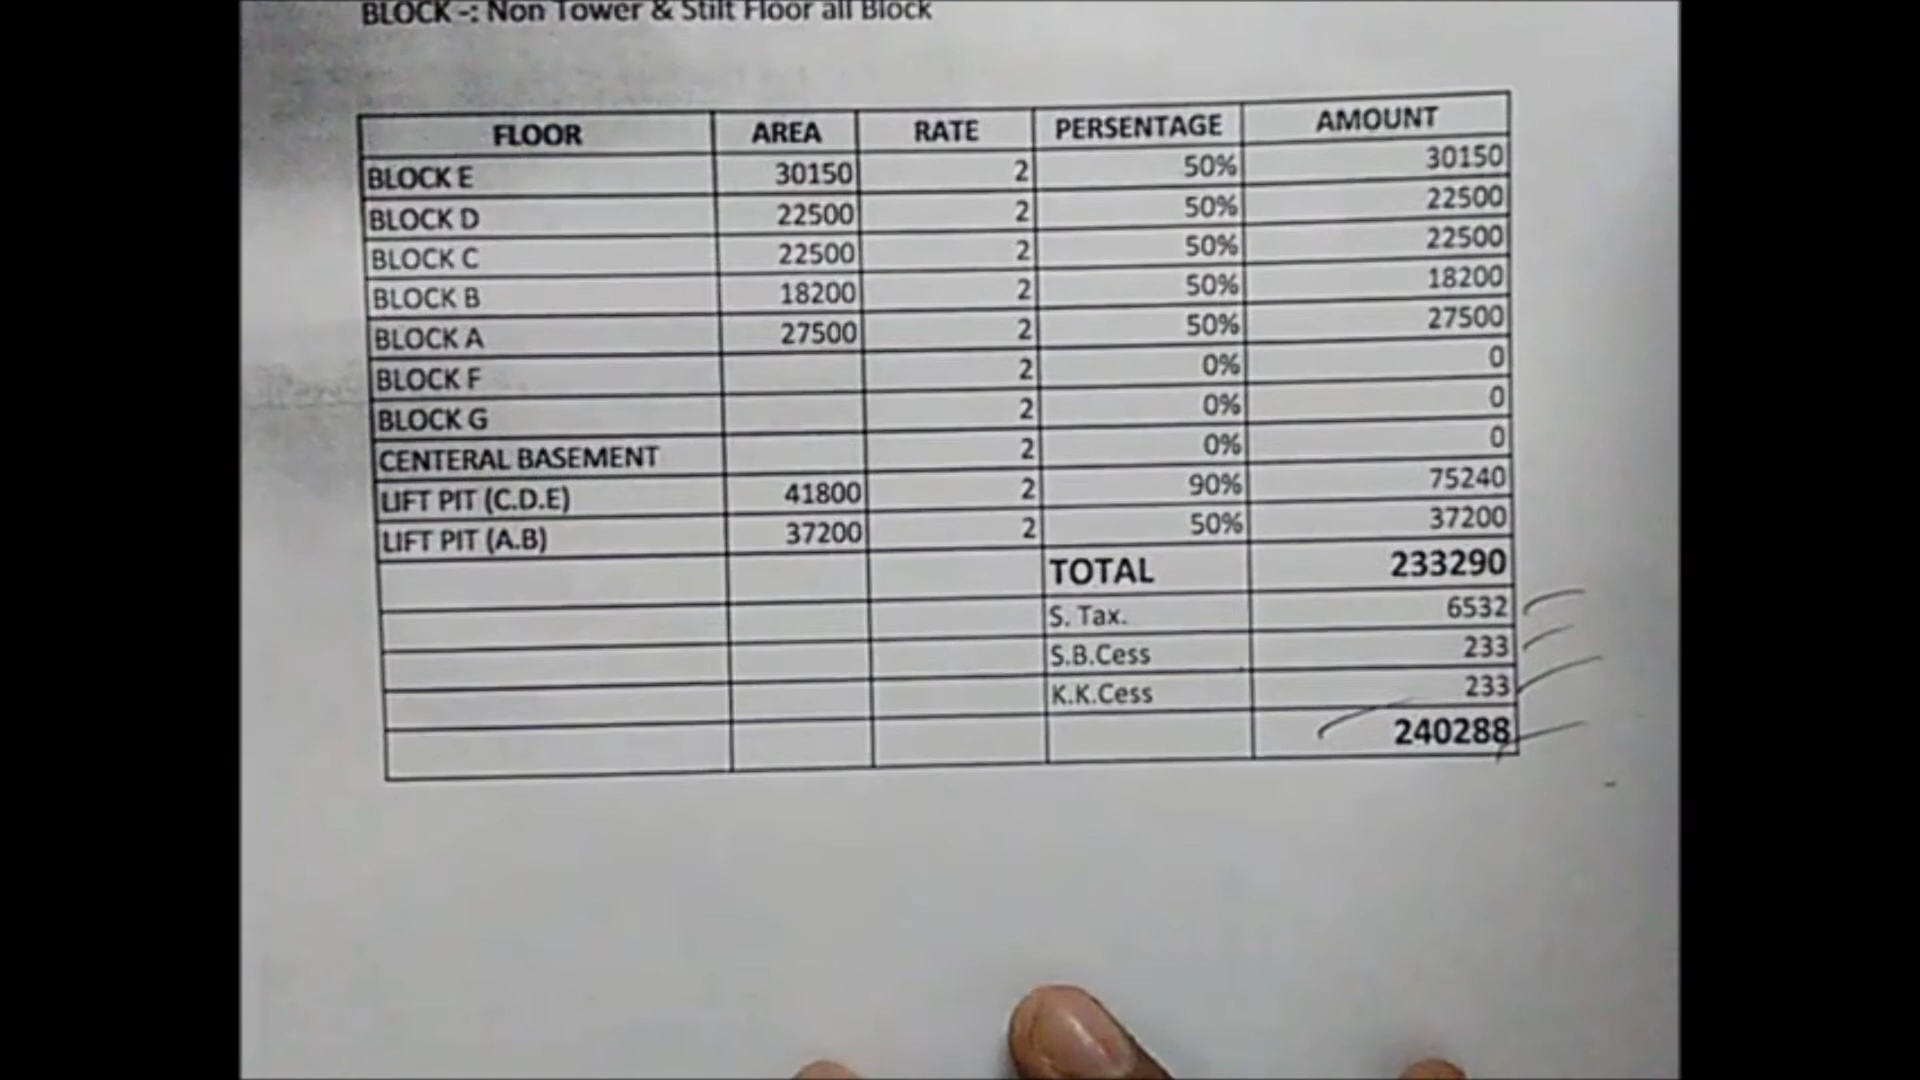 BLOCK -: Non Tower & Stilt Floor all Block
FLOOR AREA RATE PERSENTAGE AMOUNT
BLOCK E 30150 2 50% 30150
BLOCK D 22500 2 50% 22500
BLOCK C 22500 2 50% 22500
BLOCK B 18200 2 50% 18200
BLOCK A 27500 2 50% 27500
BLOCK F 2 0% 0
BLOCK G 2 0% 0
CENTERAL BASEMENT 2 0% 0
LIFT PIT (C.D.E) 41800 2 90% 75240
LIFT PIT (A.B) 37200 2 50% 37200
TOTAL 233290
S. Tax. 6532
S.B.Cess 233
K.K.Cess 233
240288